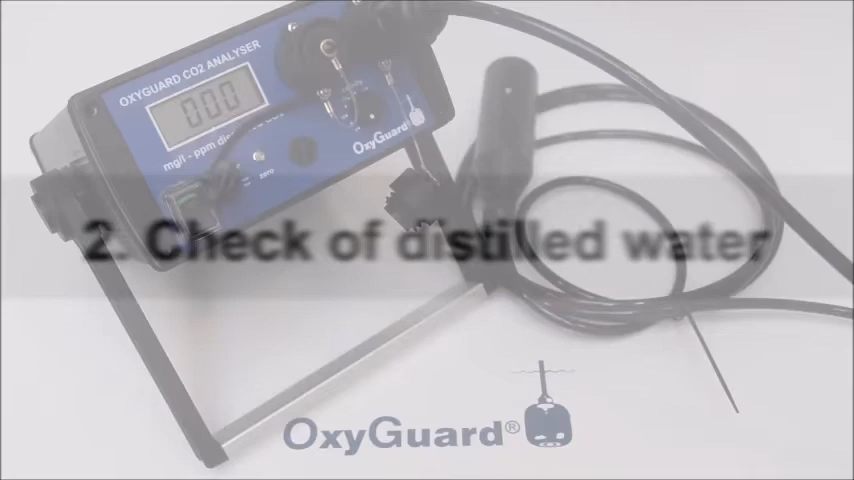 OXYGUARD CO2 ANALYSER
000
mg/l - ppm
zero
OxyGuard
2. Check of distilled water
OxyGuard®